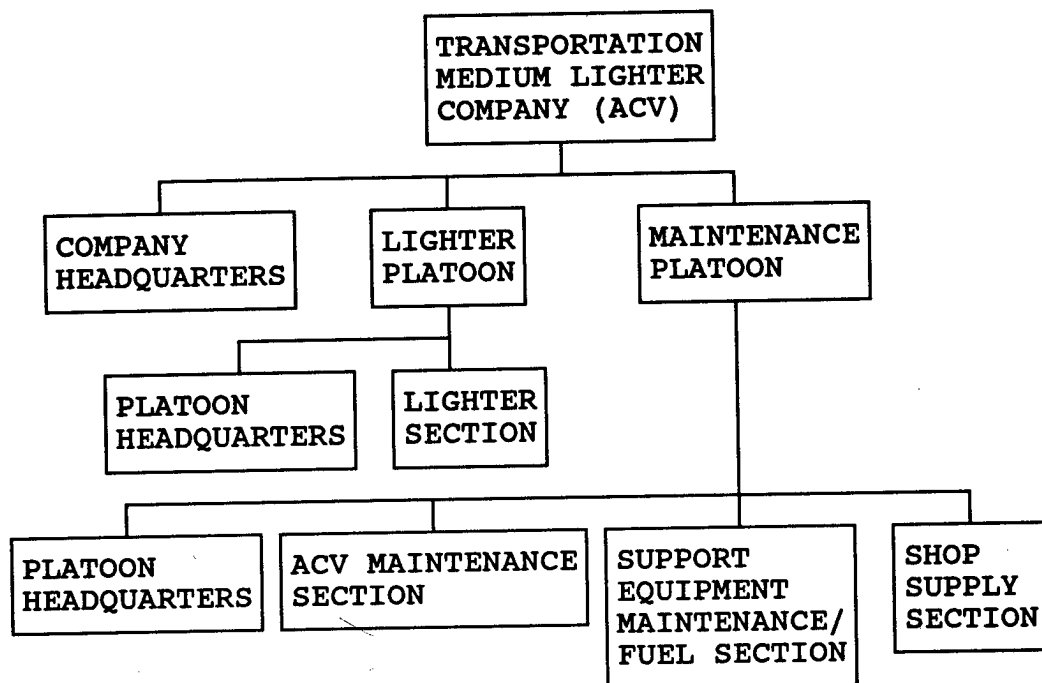 TRANSPORTATION
MEDIUM LIGHTER
COMPANY (ACV)
COMPANY
HEADQUARTERS
LIGHTER
PLATOON
MAINTENANCE
PLATOON
PLATOON
HEADQUARTERS
LIGHTER
SECTION
PLATOON
HEADQUARTERS
ACV MAINTENANCE
SECTION
SUPPORT
EQUIPMENT
MAINTENANCE/
FUEL SECTION
SHOP
SUPPLY
SECTION